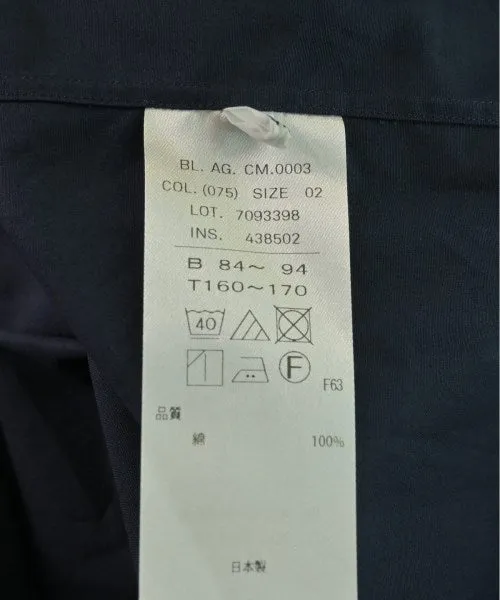 BL. AG. CM.0003
COL. (075) SIZE 02
LOT. 7093398
INS. 438502
B 84〜 94
T160〜170
40
F
F63
品質
綿 100%
日本製